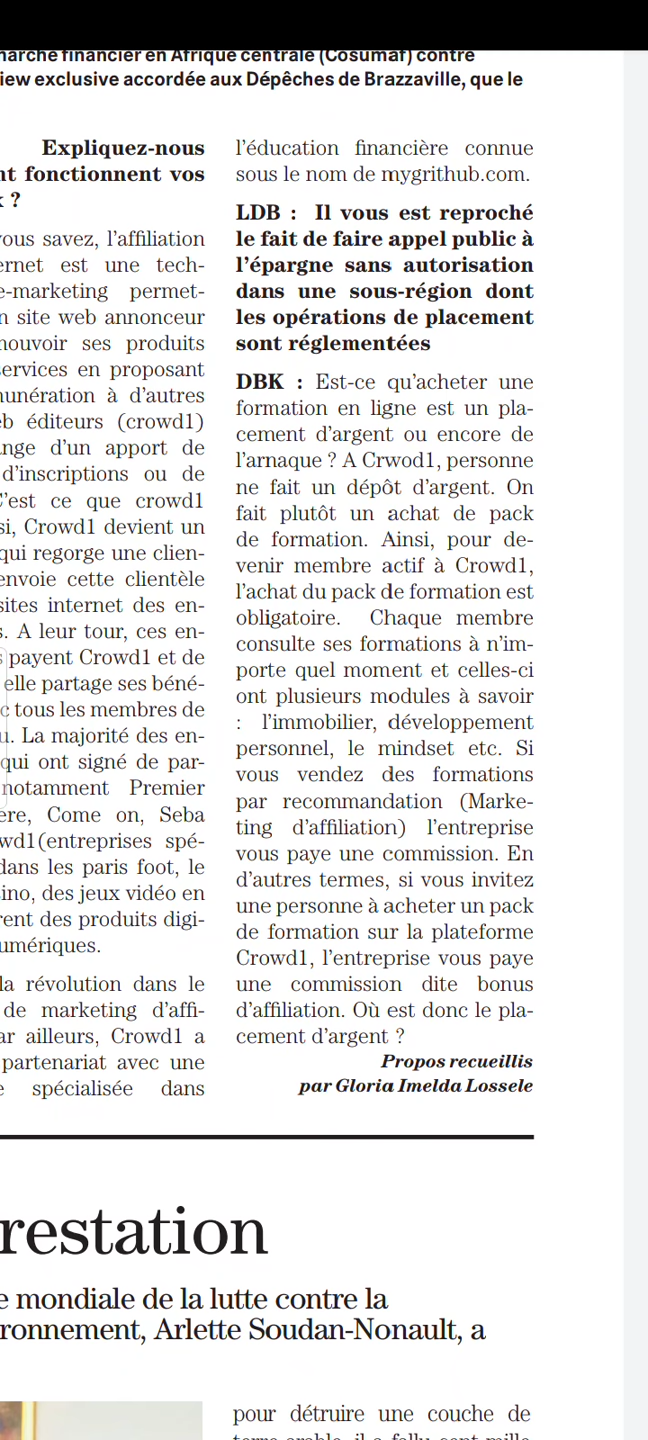 marché financier en Afrique centrale (Cosumaf) contre
view exclusive accordée aux Dépêches de Brazzaville, que le
Expliquez-nous
nt fonctionnent vos
k ?
vous savez, l’affiliation
ernet est une tech-
e-marketing permet-
n site web annonceur
mouvoir ses produits
services en proposant
munération à d’autres
eb éditeurs (crowd1)
ange d’un apport de
d’inscriptions ou de
C’est ce que crowd1
si, Crowd1 devient un
qui regorge une clien-
envoie cette clientèle
sites internet des en-
s. A leur tour, ces en-
s payent Crowd1 et de
elle partage ses béné-
c tous les membres de
u. La majorité des en-
qui ont signé de par-
notamment Premier
ère, Come on, Seba
wd1(entreprises spé-
dans les paris foot, le
sino, des jeux vidéo en
rent des produits digi-
umériques.
la révolution dans le
de marketing d’affi-
ar ailleurs, Crowd1 a
partenariat avec une
e spécialisée dans
l’éducation financière connue
sous le nom de mygrithub.com.
LDB : Il vous est reproché
le fait de faire appel public à
l’épargne sans autorisation
dans une sous-région dont
les opérations de placement
sont réglementées
DBK : Est-ce qu’acheter une
formation en ligne est un pla-
cement d’argent ou encore de
l’arnaque ? A Crwod1, personne
ne fait un dépôt d’argent. On
fait plutôt un achat de pack
de formation. Ainsi, pour de-
venir membre actif à Crowd1,
l’achat du pack de formation est
obligatoire. Chaque membre
consulte ses formations à n’im-
porte quel moment et celles-ci
ont plusieurs modules à savoir
: l’immobilier, développement
personnel, le mindset etc. Si
vous vendez des formations
par recommandation (Marke-
ting d’affiliation) l’entreprise
vous paye une commission. En
d’autres termes, si vous invitez
une personne à acheter un pack
de formation sur la plateforme
Crowd1, l’entreprise vous paye
une commission dite bonus
d’affiliation. Où est donc le pla-
cement d’argent ?
Propos recueillis
par Gloria Imelda Lossele
restation
e mondiale de la lutte contre la
ironnement, Arlette Soudan-Nonault, a
pour détruire une couche de
terre arable, il a fallu cent mille